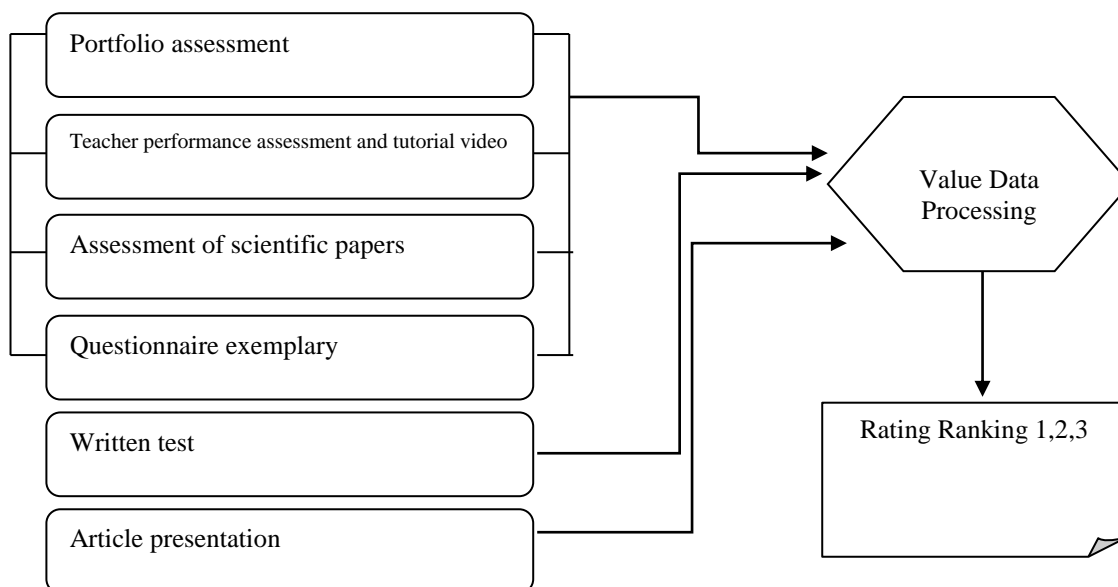 Portfolio assessment
Teacher performance assessment and tutorial video
Assessment of scientific papers
Questionnaire exemplary
Written test
Article presentation
Value Data
Processing
Rating Ranking 1,2,3